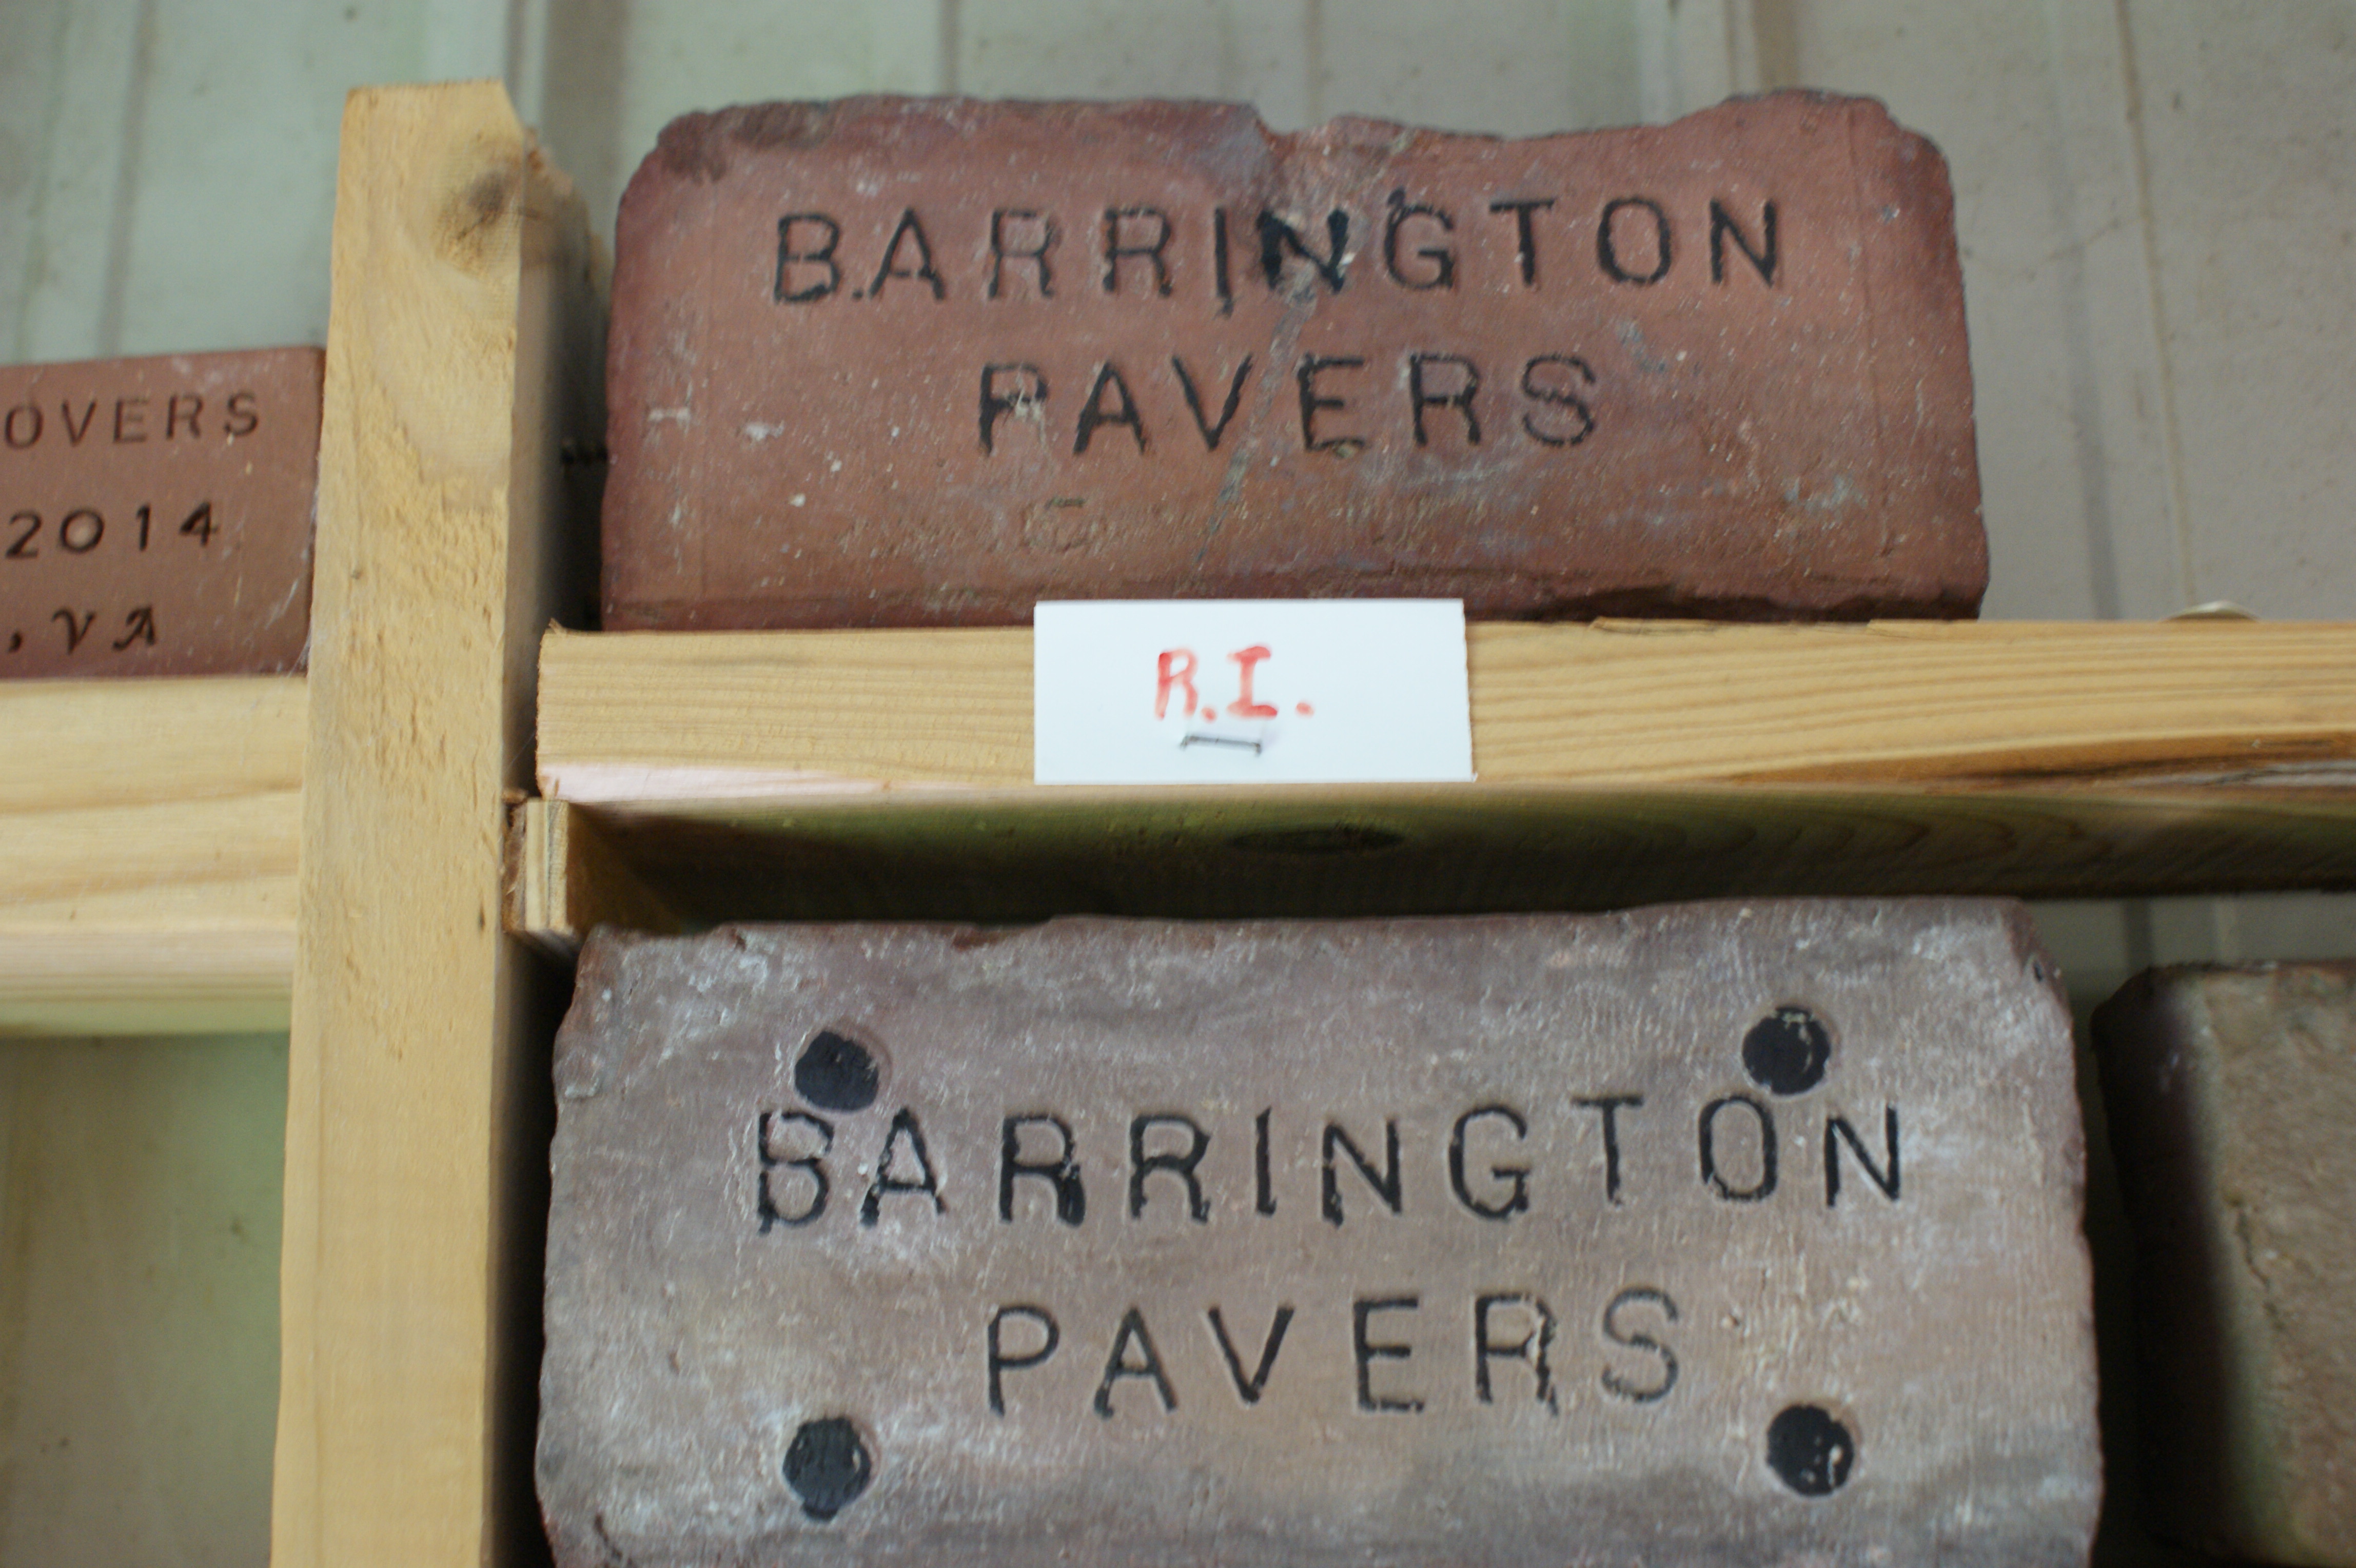 OVERS
2014
, VA
BARRINGTON
PAVERS
R.I.
BARRINGTON
PAVERS